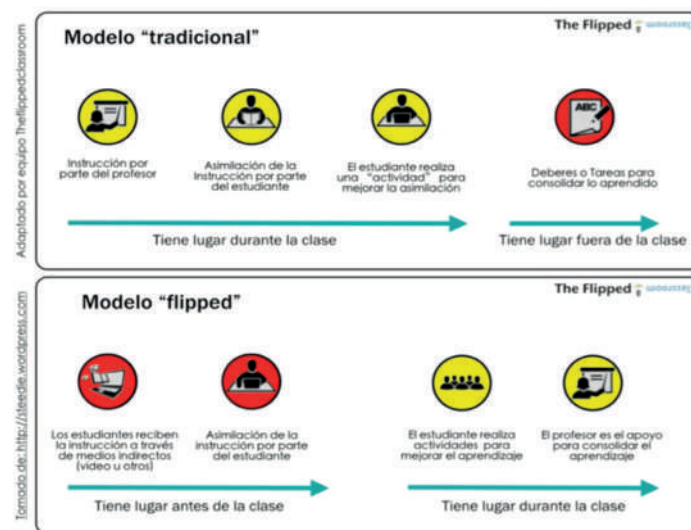 Modelo “tradicional”
The Flipped classroom
Adaptado por equipo Theflippedclassroom
ABC
Instrucción por
parte del profesor
Asimilación de la
Instrucción por parte
del estudiante
El estudiante realiza
una “actividad” para
mejorar la asimilación
Deberes o Tareas para
consolidar lo aprendido
Tiene lugar durante la clase
Tiene lugar fuera de la clase
Modelo “flipped”
The Flipped classroom
Tomado de: http://steedle.wordpress.com
Los estudiantes reciben
la instrucción a través
de medios indirectos
(video u otros)
Asimilación de la
instrucción por parte
del estudiante
El estudiante realiza
actividades para
mejorar el aprendizaje
El profesor es el apoyo
para consolidar el
aprendizaje
Tiene lugar antes de la clase
Tiene lugar durante la clase